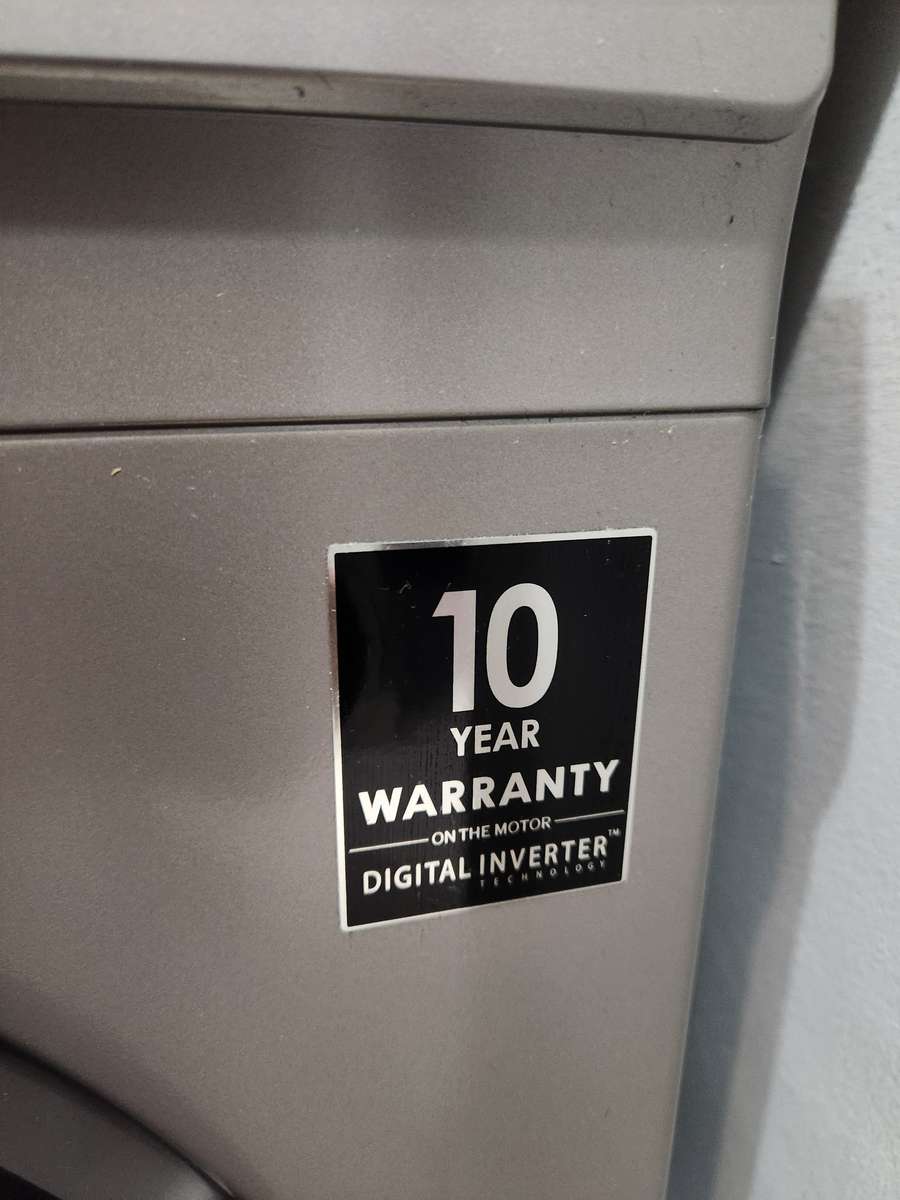 10
YEAR
WARRANTY
ON THE MOTOR
DIGITAL INVERTER™
TECHNOLOGY